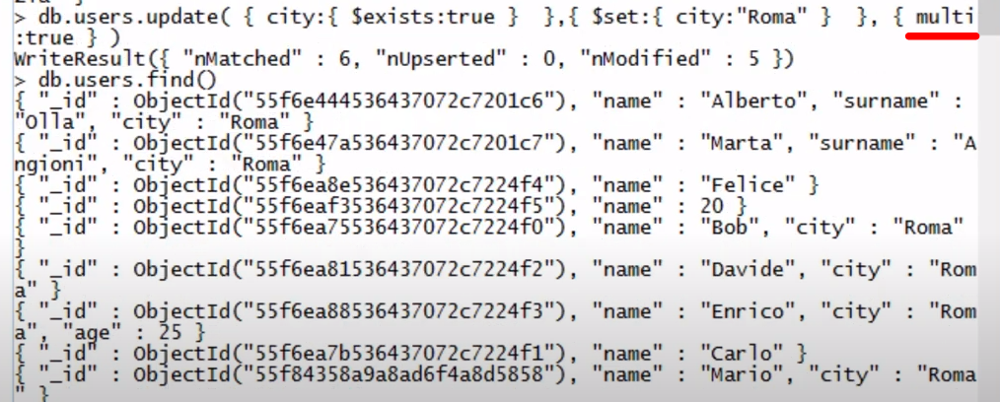 > db.users.update( { city:{ $exists:true }  },{ $set:{ city:"Roma" }  }, { multi
:true } )
WriteResult({ "nMatched" : 6, "nUpserted" : 0, "nModified" : 5 })
> db.users.find()
{ "_id" : ObjectId("55f6e444536437072c7201c6"), "name" : "Alberto", "surname" :
"Olla", "city" : "Roma" }
{ "_id" : ObjectId("55f6e47a536437072c7201c7"), "name" : "Marta", "surname" : "A
ngioni", "city" : "Roma" }
{ "_id" : ObjectId("55f6ea8e536437072c7224f4"), "name" : "Felice" }
{ "_id" : ObjectId("55f6eaf3536437072c7224f5"), "name" : 20 }
{ "_id" : ObjectId("55f6ea75536437072c7224f0"), "name" : "Bob", "city" : "Roma"
}
{ "_id" : ObjectId("55f6ea81536437072c7224f2"), "name" : "Davide", "city" : "Rom
a" }
{ "_id" : ObjectId("55f6ea88536437072c7224f3"), "name" : "Enrico", "city" : "Rom
a", "age" : 25 }
{ "_id" : ObjectId("55f6ea7b536437072c7224f1"), "name" : "Carlo" }
{ "_id" : ObjectId("55f84358a9a8ad6f4a8d5858"), "name" : "Mario", "city" : "Roma
" }